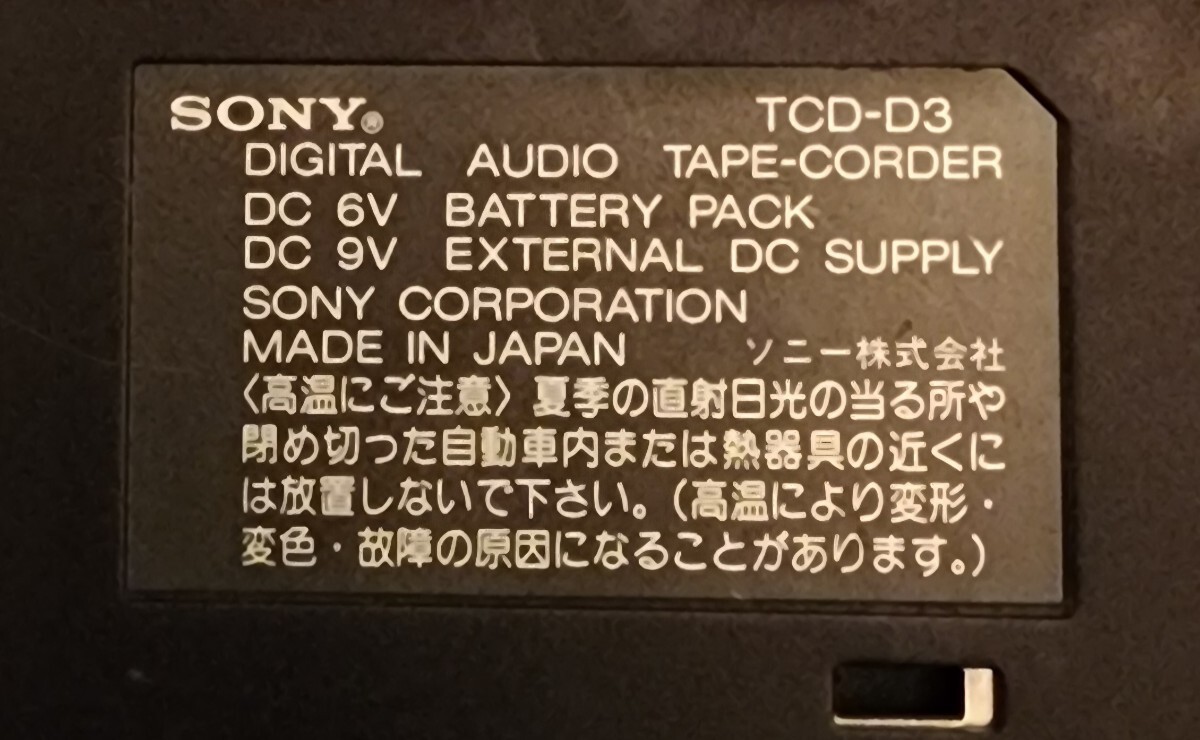 SONY® TCD-D3
DIGITAL AUDIO TAPE-CORDER
DC 6V BATTERY PACK
DC 9V EXTERNAL DC SUPPLY
SONY CORPORATION
MADE IN JAPAN ソニー株式会社
〈高温にご注意〉夏季の直射日光の当る所や
閉め切った自動車内または熱器具の近くに
は放置しないで下さい。(高温により変形・
変色・故障の原因になることがあります。)